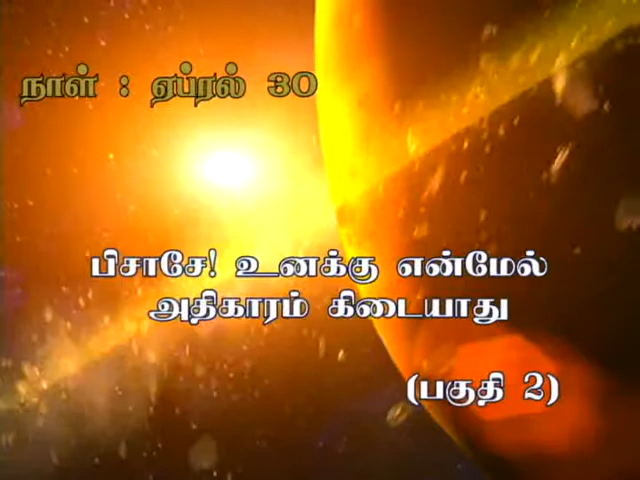 நாள் : ஏப்ரல் 30
பிசாசே! உனக்கு என்மேல்
அதிகாரம் கிடையாது
(பகுதி 2)